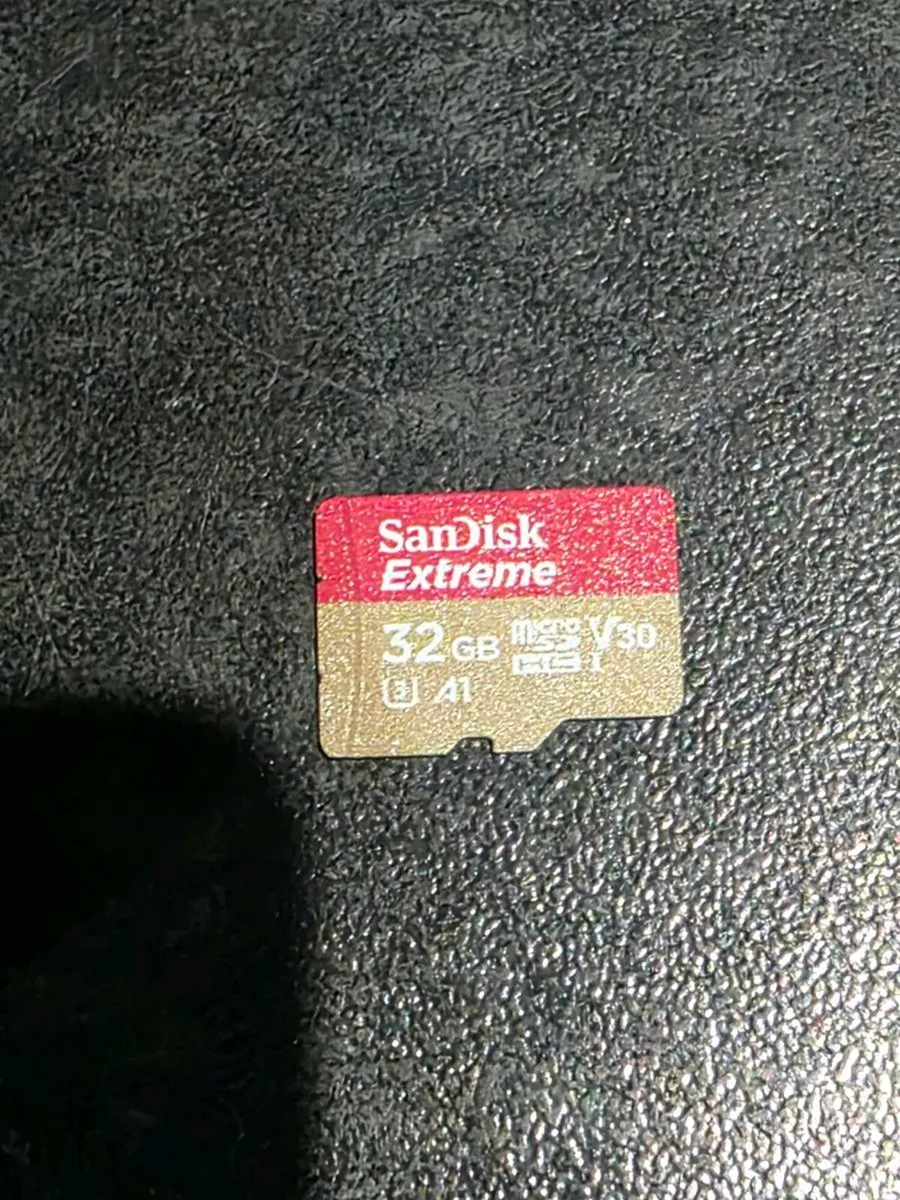 SanDisk
Extreme
32GB microSDHC I V30
3 A1